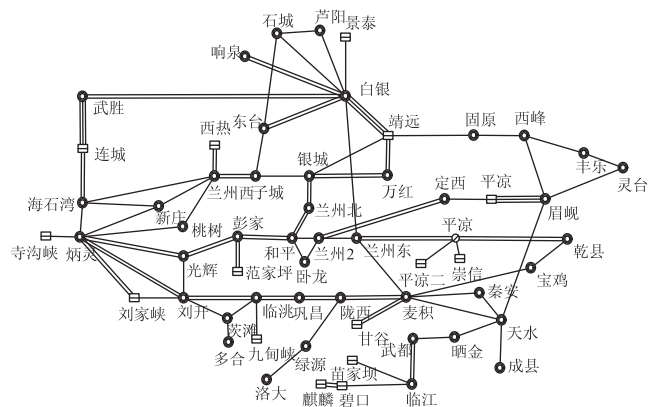 石城
芦阳
景泰
响泉
白银
武胜
东台
靖远
固原
西峰
西热
连城
银城
丰乐
灵台
兰州西
子城
万红
定西
平凉
海石湾
新庄
兰州北
眉岘
桃树
彭家
寺沟峡
炳灵
和平
兰州2
兰州东
平凉
乾县
光辉
范家坪
卧龙
平凉二
崇信
宝鸡
刘家峡
刘开
临洮
巩昌
陇西
麦积
秦安
茨滩
多合
九甸峡
甘谷
武都
晒金
天水
绿源
苗家坝
成县
洛大
麒麟
碧口
临江